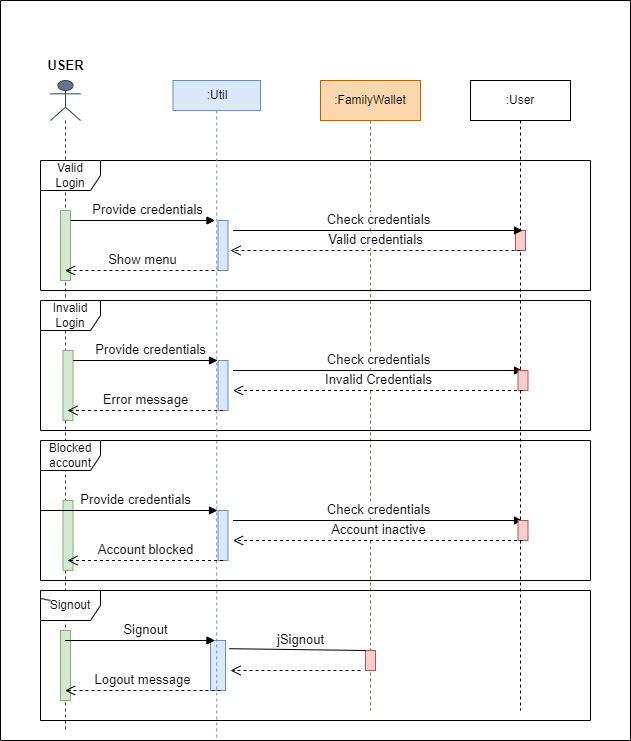 USER
:Util
:FamilyWallet
:User
Valid
Login
Provide credentials
Check credentials
Valid credentials
Show menu
Invalid
Login
Provide credentials
Check credentials
Invalid Credentials
Error message
Blocked
account
Provide credentials
Check credentials
Account inactive
Account blocked
Signout
Signout
jSignout
Logout message